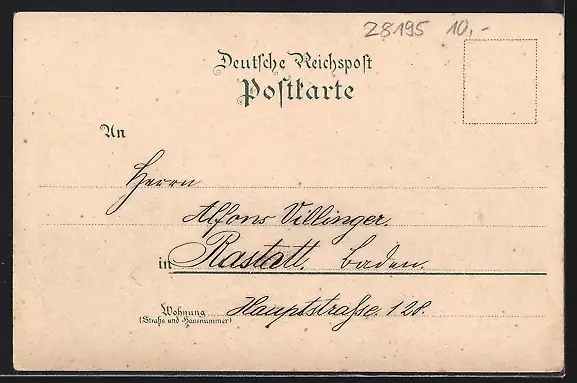 28195 10,-
Deutsche Reichspost
Postkarte
An
Herrn
Alfons Villinger.
in Rastatt. Baden.
Wohnung Hauptstraße 128.
(Straße und Hausnummer)